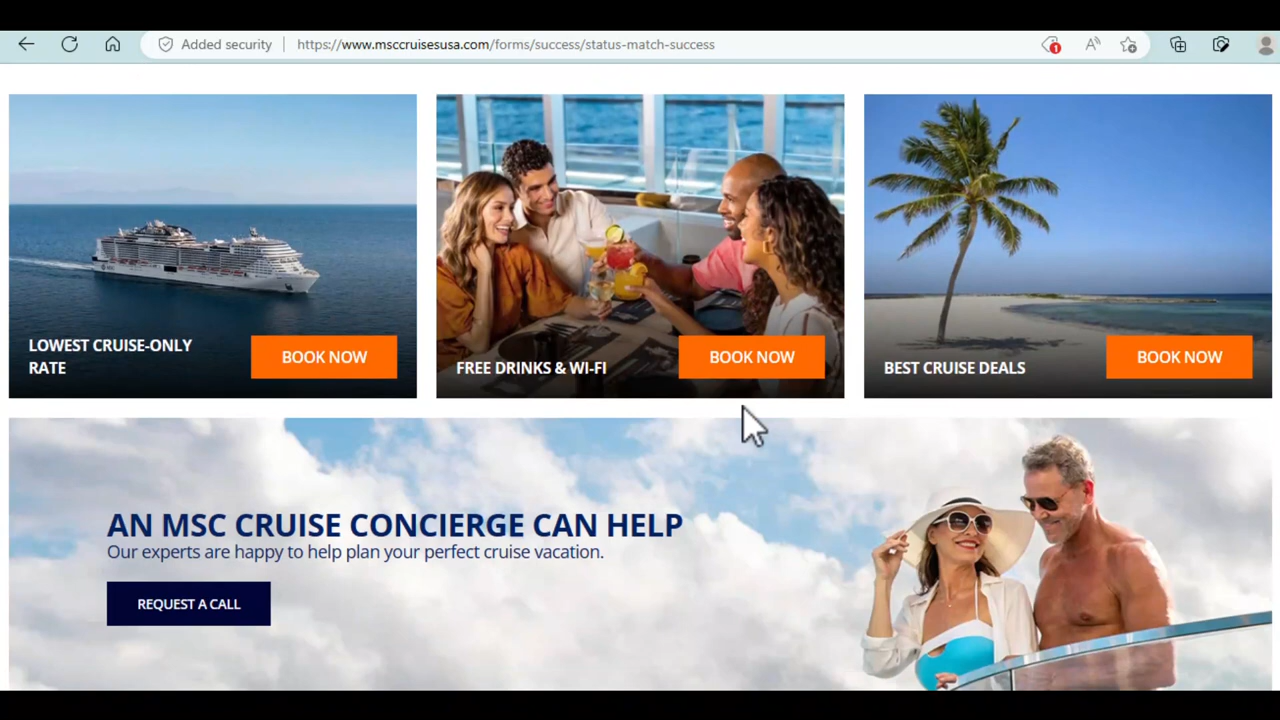 Added security
https://www.msccruisesusa.com/forms/success/status-match-success
1
LOWEST CRUISE-ONLY
RATE
BOOK NOW
FREE DRINKS & WI-FI
BOOK NOW
BEST CRUISE DEALS
BOOK NOW
AN MSC CRUISE CONCIERGE CAN HELP
Our experts are happy to help plan your perfect cruise vacation.
REQUEST A CALL